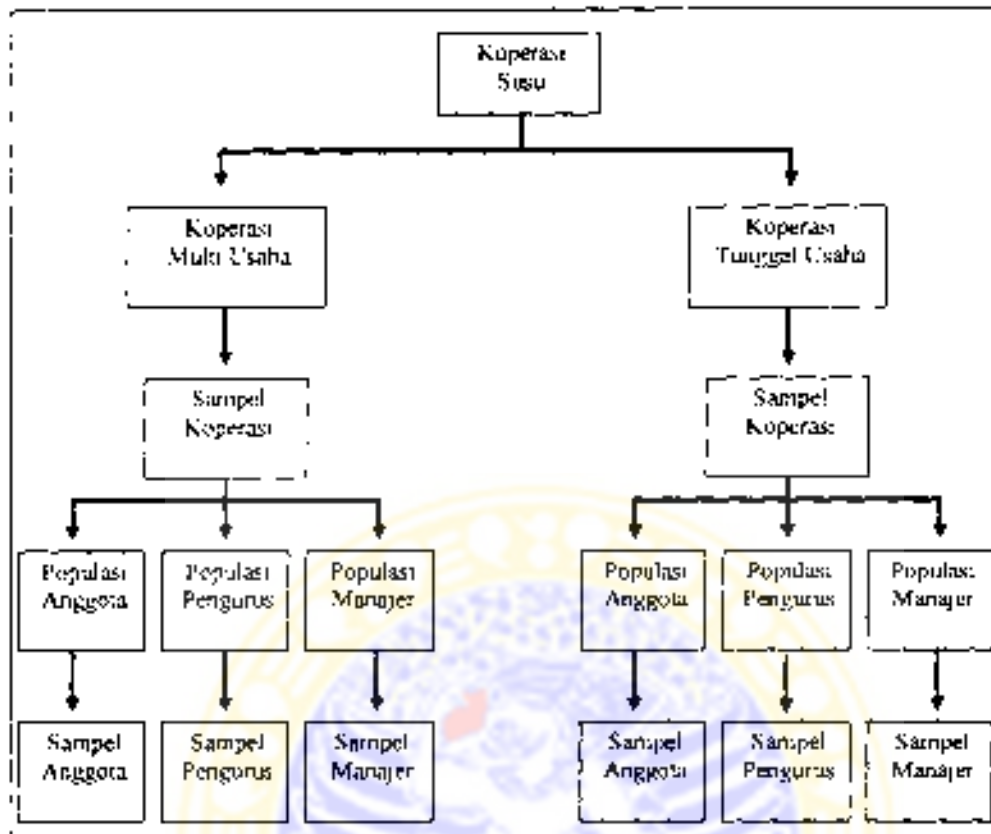 Koperasi
Susu
Koperasi
Multi Usaha
Koperasi
Tunggal Usaha
Sampel
Koperasi
Sampel
Koperasi
Populasi
Anggota
Populasi
Pengurus
Populasi
Manajer
Populasi
Anggota
Populasi
Pengurus
Populasi
Manajer
Sampel
Anggota
Sampel
Pengurus
Sampel
Manajer
Sampel
Anggota
Sampel
Pengurus
Sampel
Manajer